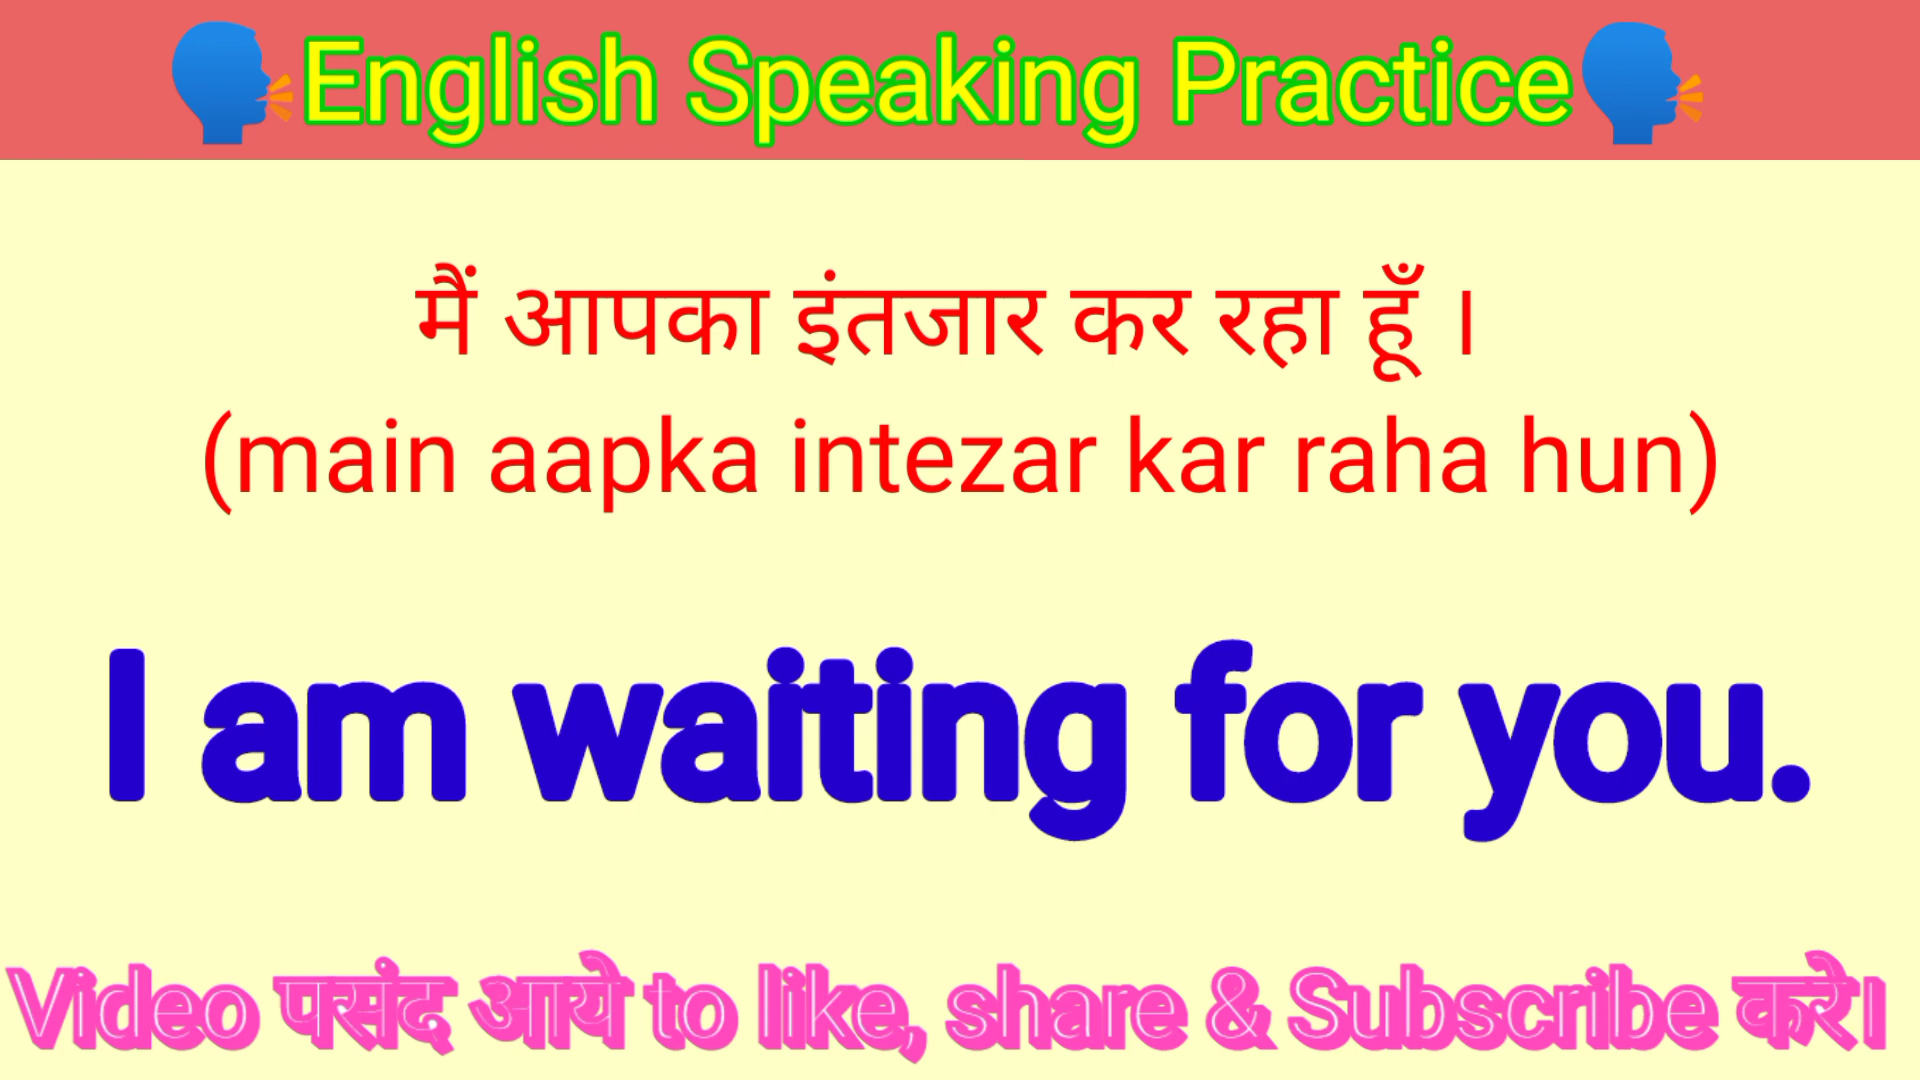 English Speaking Practice
मैं आपका इंतजार कर रहा हूँ ।
(main aapka intezar kar raha hun)
I am waiting for you.
Video पसंद आये to like, share & Subscribe करे।